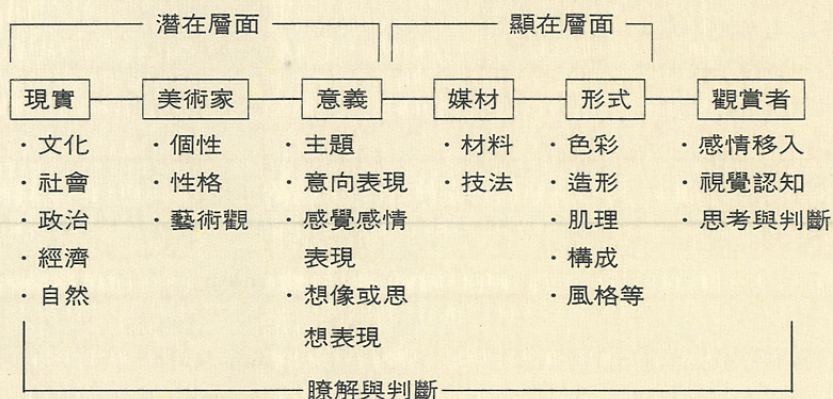 潛在層面
顯在層面
現實
美術家
意義
媒材
形式
觀賞者
·文化
·社會
·政治
·經濟
·自然
·個性
·性格
·藝術觀
·主題
·意向表現
感覺感情
表現
·想像或思
想表現
·材料
·技法
·色彩
·造形
·肌理
·構成
·風格等
·感情移入
·視覺認知
·思考與判斷
瞭解與判斷